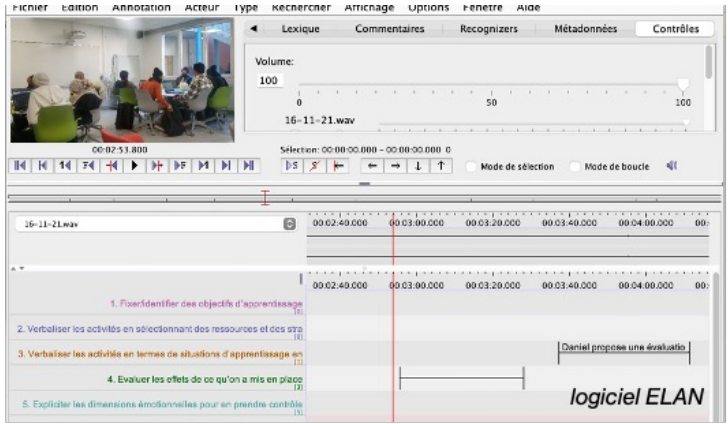 Fichier Edition Annotation Acteur Type Rechercher Affichage Options Fenêtre Aide
Lexique Commentaires Recognizers Métadonnées Contrôles
Volume:
100
0 50 100
16-11-21.wav
00:02:53.800
Sélection: 00:00:00.000 - 00:00:00.000 0
Mode de sélection Mode de boucle
16-11-21.wav
00:02:40.000 00:03:00.000 00:03:20.000 00:03:40.000 00:04:00.000 00:
00:02:40.000 00:03:00.000 00:03:20.000 00:03:40.000 00:04:00.000 00:
1. Fixer/identifier des objectifs d'apprentissage
2. Verbaliser les activités en sélectionnant des ressources et des stra
Daniel propose une évaluatio
3. Verbaliser les activités en termes de situations d'apprentissage en
4. Evaluer les effets de ce qu'on a mis en place
logiciel ELAN
5. Expliciter les dimensions émotionnelles pour en prendre contrôle